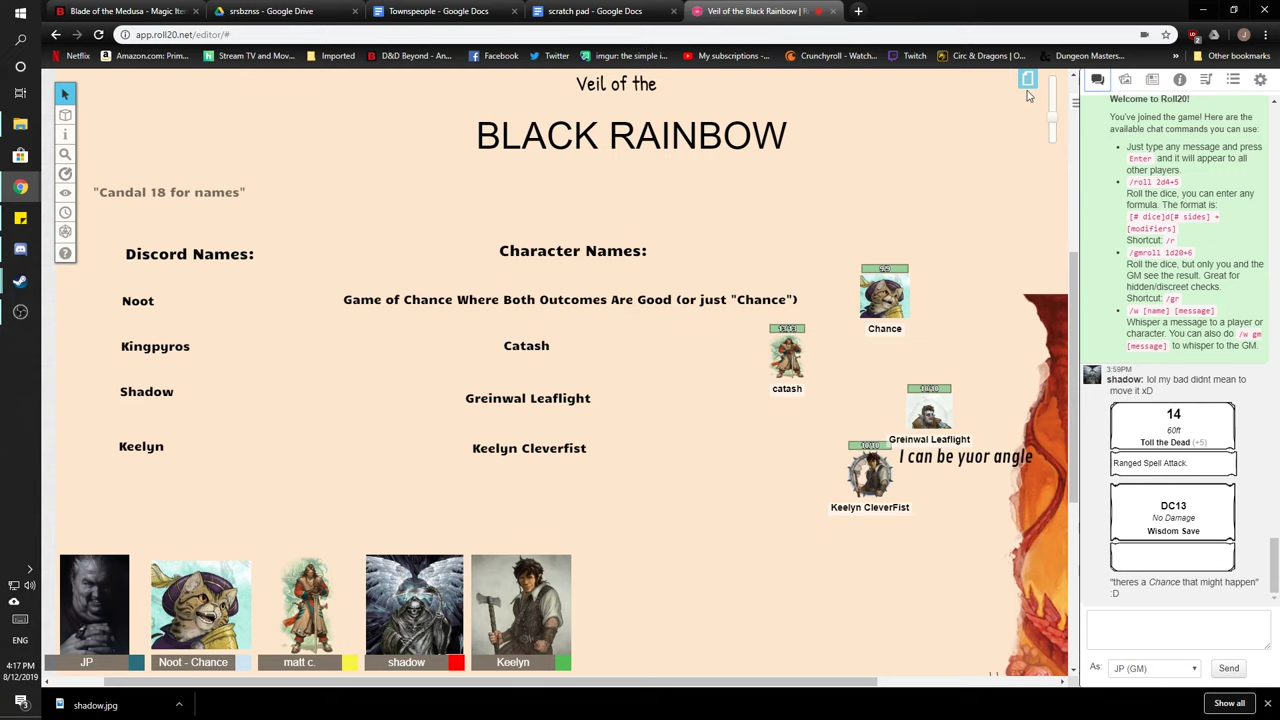 Blade of the Medusa - Magic Iter
srsbznss - Google Drive
Townspeople - Google Docs
scratch pad - Google Docs
Veil of the Black Rainbow | R
app.roll20.net/editor/#
Netflix
Amazon.com: Prim...
Stream TV and Mov...
Imported
D&D Beyond - An...
Facebook
Twitter
imgur: the simple i...
My subscriptions -...
Crunchyroll - Watch...
Twitch
Circ & Dragons | O...
Dungeon Masters...
Other bookmarks
Veil of the
BLACK RAINBOW
"Candal 18 for names"
Discord Names:
Character Names:
Noot
Game of Chance Where Both Outcomes Are Good (or just "Chance")
Kingpyros
Catash
Shadow
Greinwal Leaflight
Keelyn
Keelyn Cleverfist
9/9
Chance
13/13
catash
10/10
Greinwal Leaflight
10/10
I can be yuor angle
Keelyn CleverFist
JP
Noot - Chance
matt c.
shadow
Keelyn
Welcome to Roll20!
You've joined the game! Here are the
available chat commands you can use:
Just type any message and press
Enter and it will appear to all
other players.
/roll 2d4+5
Roll the dice, you can enter any
formula. The format is:
[# dice]d[# sides] +
[modifiers]
Shortcut: /r
/gmroll 1d20+6
Roll the dice, but only you and the
GM see the result. Great for
hidden/discreet checks.
Shortcut: /gr
/w [name] [message]
Whisper a message to a player or
character. You can also do /w gm
[message] to whisper to the GM.
3:59PM
shadow: lol my bad didnt mean to
move it xD
14
60ft
Toll the Dead (+5)
Ranged Spell Attack.
DC13
No Damage
Wisdom Save
"theres a Chance that might happen"
:D
As:
JP (GM)
Send
ENG
4:17 PM
8/12/2019
3
shadow.jpg
Show all